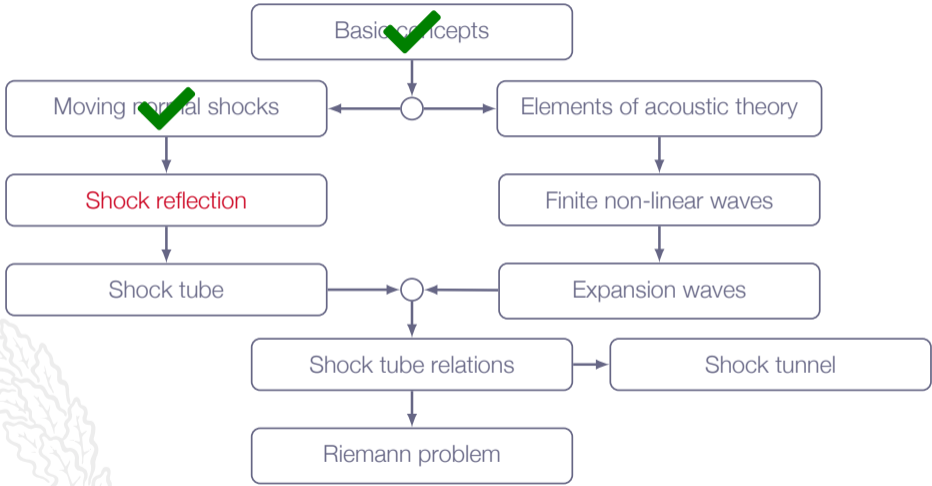 Basic concepts
Moving normal shocks
Elements of acoustic theory
Shock reflection
Finite non-linear waves
Shock tube
Expansion waves
Shock tube relations
Shock tunnel
Riemann problem